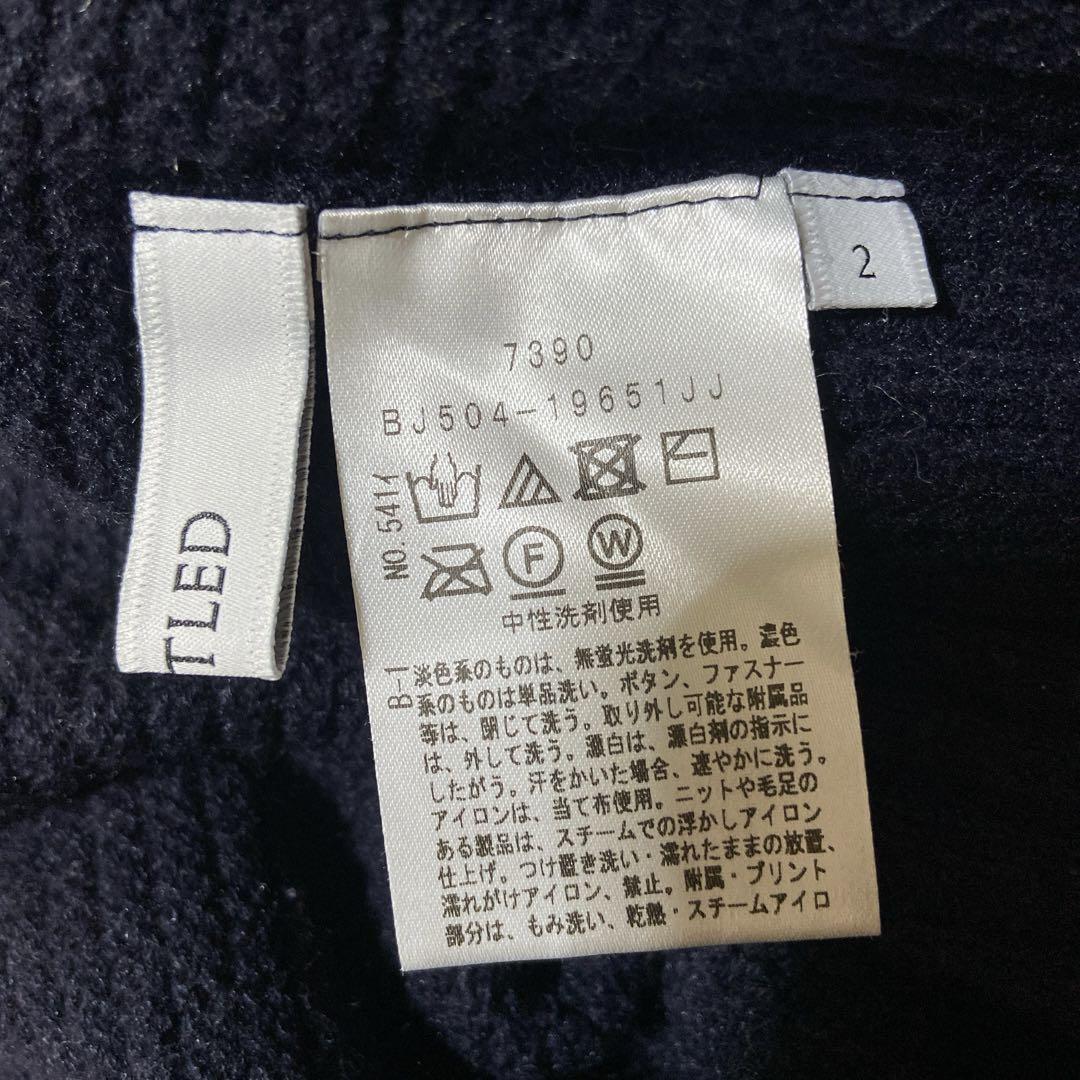 TLED
2
7390
BJ504-19651JJ
NO.541イ
F
W
中性洗剤使用
B-1
淡色系のものは、無蛍光洗剤を使用。濃色
系のものは単品洗い。ボタン、ファスナー
等は、閉じて洗う。取り外し可能な附属品
は、外して洗う。漂白は、漂白剤の指示に
したがう。汗をかいた場合、速やかに洗う。
アイロンは、当て布使用。ニットや毛足の
ある製品は、スチームでの浮かしアイロン
仕上げ。つけ置き洗い・濡れたままの放置、
濡れがけアイロン、禁止。附属・プリント
部分は、もみ洗い、乾熱・スチームアイロ